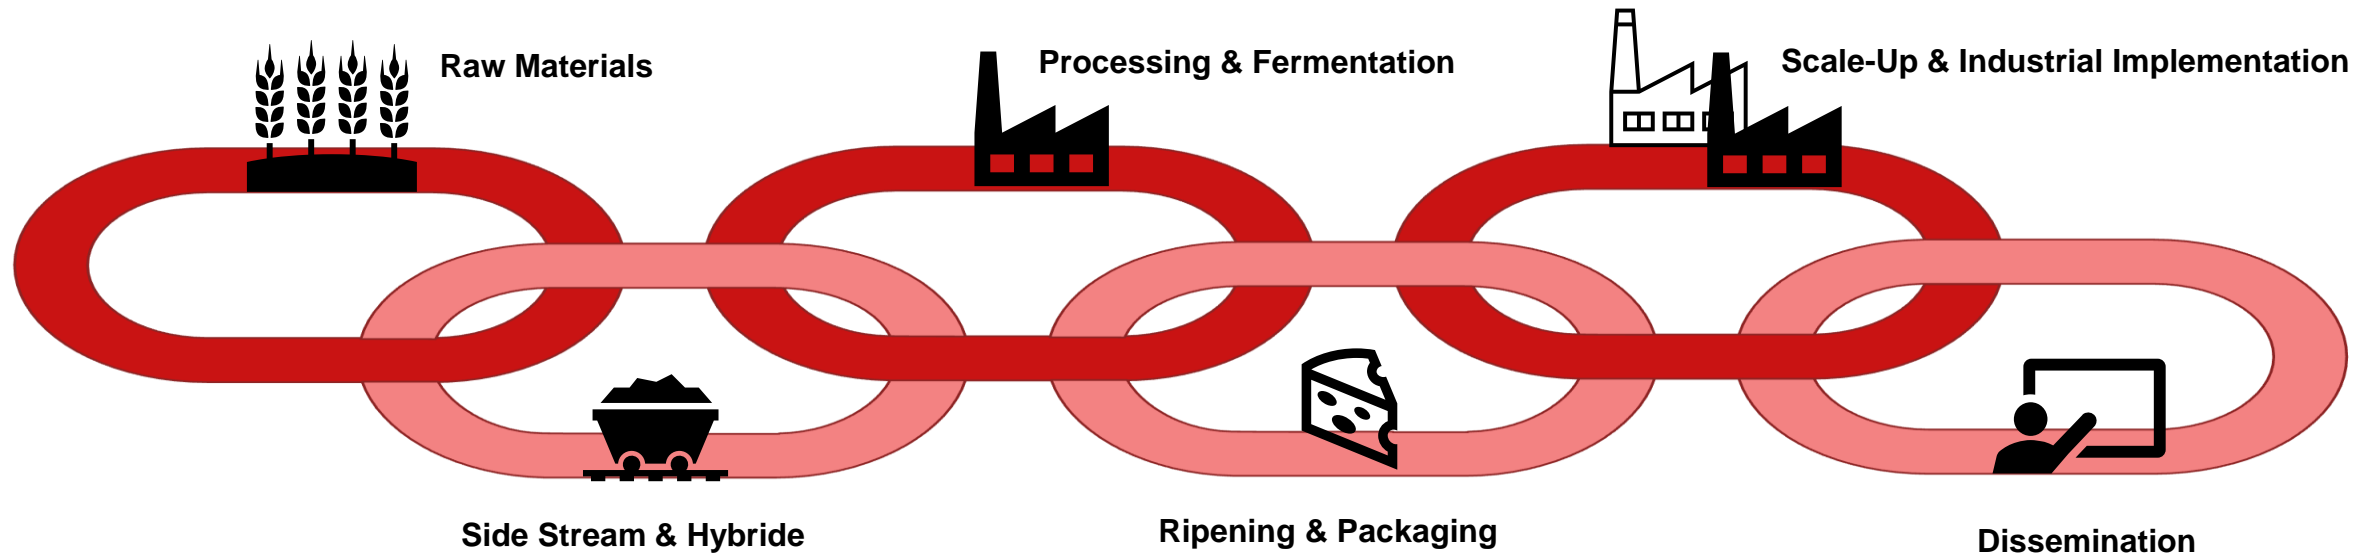 Raw Materials
Processing & Fermentation
Scale-Up & Industrial Implementation
Side Stream & Hybride
Ripening & Packaging
Dissemination